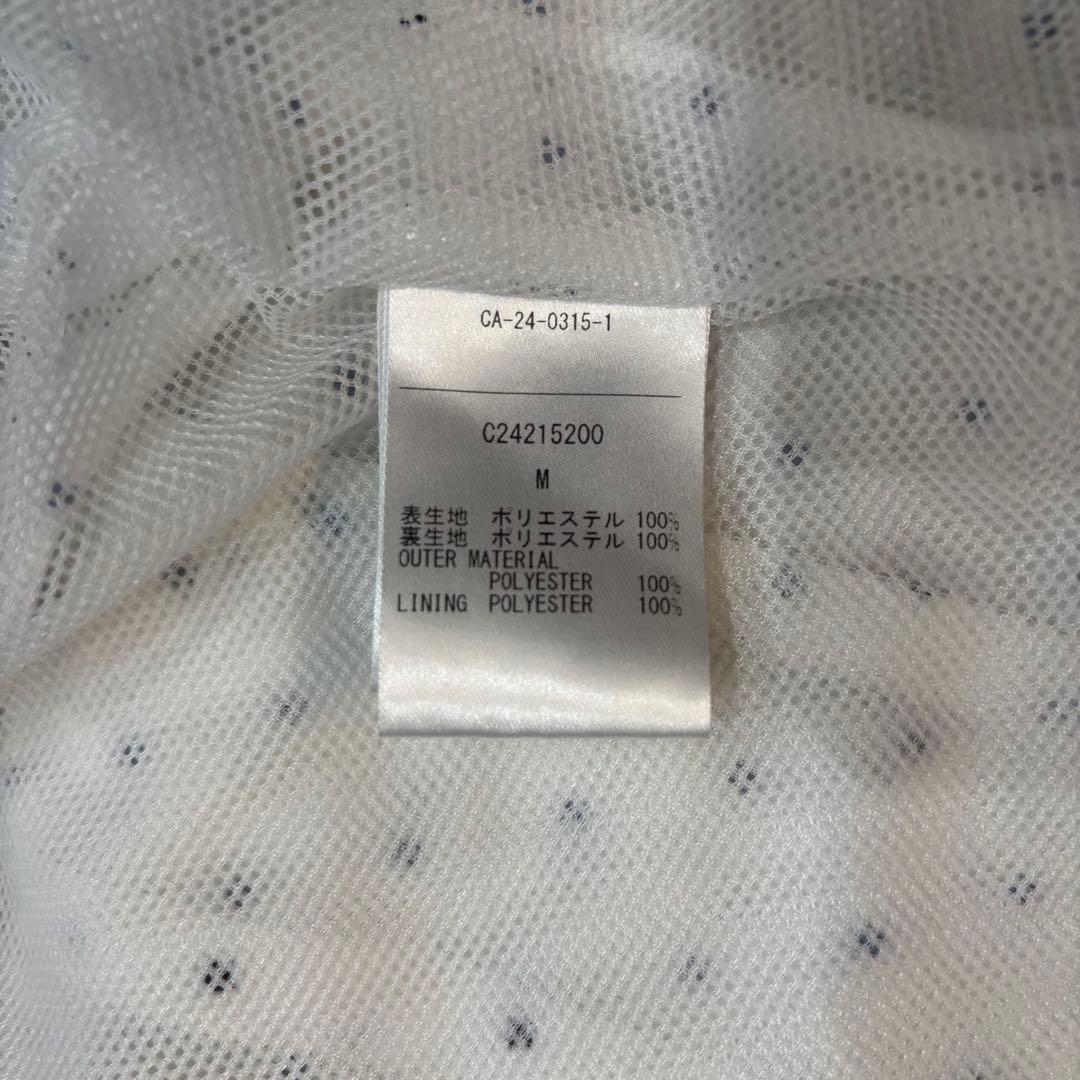 CA-24-0315-1
C24215200
M
表生地 ポリエステル 100%
裏生地 ポリエステル 100%
OUTER MATERIAL
POLYESTER 100%
LINING POLYESTER 100%